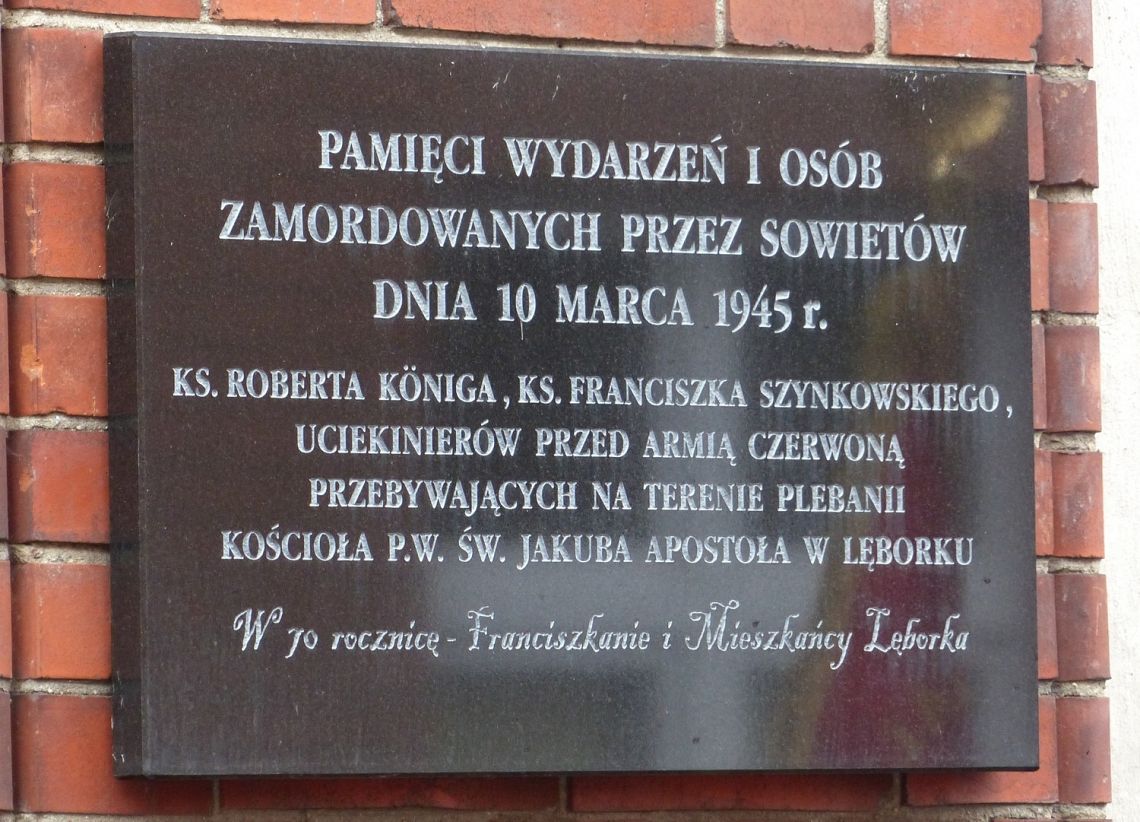 PAMIĘCI WYDARZEŃ I OSÓB
ZAMORDOWANYCH PRZEZ SOWIETÓW
DNIA 10 MARCA 1945 r.
KS. ROBERTA KÖNIGA, KS. FRANCISZKA SZYNKOWSKIEGO,
UCIEKINIERÓW PRZED ARMIĄ CZERWONĄ
PRZEBYWAJĄCYCH NA TERENIE PLEBANII
KOŚCIOŁA P.W. ŚW. JAKUBA APOSTOŁA W LĘBORKU
W 70 rocznicę - Franciszkanie i Mieszkańcy Lęborka